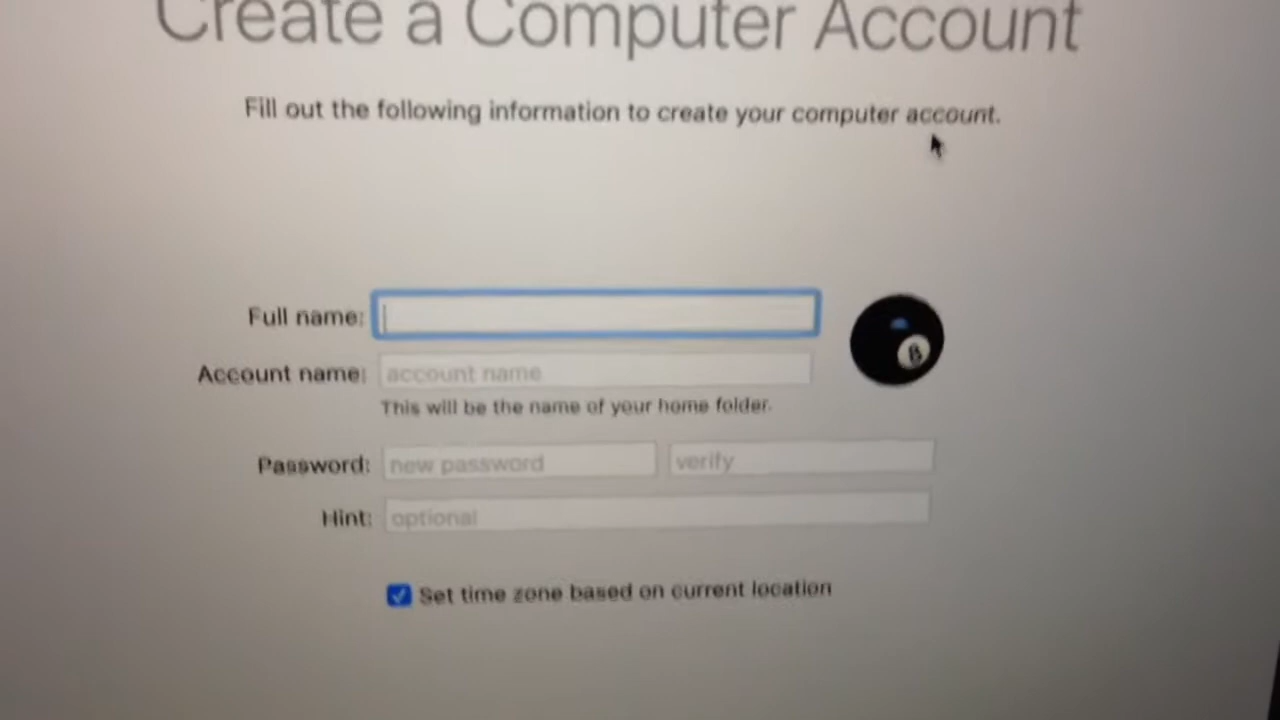 Create a Computer Account
Fill out the following information to create your computer account.
Full name:
Account name: account name
This will be the name of your home folder.
Password: new password verify
Hint: optional
Set time zone based on current location